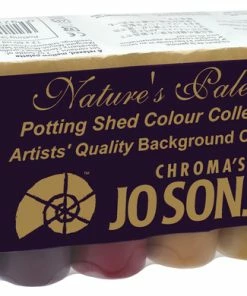 Nature's Pale
Potting Shed Colour Colle
Artists' Quality Background C
CHROMA'S
JO SONJ